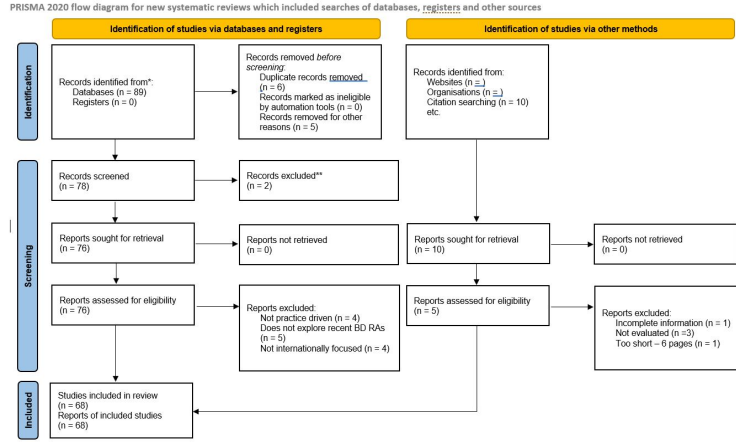 PRISMA 2020 flow diagram for new systematic reviews which included searches of databases, registers and other sources
Identification of studies via databases and registers
Identification of studies via other methods
Identification
Records identified from*:
Databases (n = 89)
Registers (n = 0)
Records removed before
screening:
Duplicate records removed
(n = 6)
Records marked as ineligible
by automation tools (n = 0)
Records removed for other
reasons (n = 5)
Records identified from:
Websites (n = )
Organisations (n = )
Citation searching (n = 10)
etc.
Screening
Records screened
(n = 78)
Records excluded**
(n = 2)
Reports sought for retrieval
(n = 76)
Reports not retrieved
(n = 0)
Reports sought for retrieval
(n = 10)
Reports not retrieved
(n = 0)
Reports assessed for eligibility
(n = 76)
Reports excluded:
Not practice driven (n = 4)
Does not explore recent BD RAs
(n = 5)
Not internationally focused (n = 4)
Reports assessed for eligibility
(n = 5)
Reports excluded:
Incomplete information (n = 1)
Not evaluated (n =3)
Too short – 6 pages (n = 1)
Included
Studies included in review
(n = 68)
Reports of included studies
(n = 68)